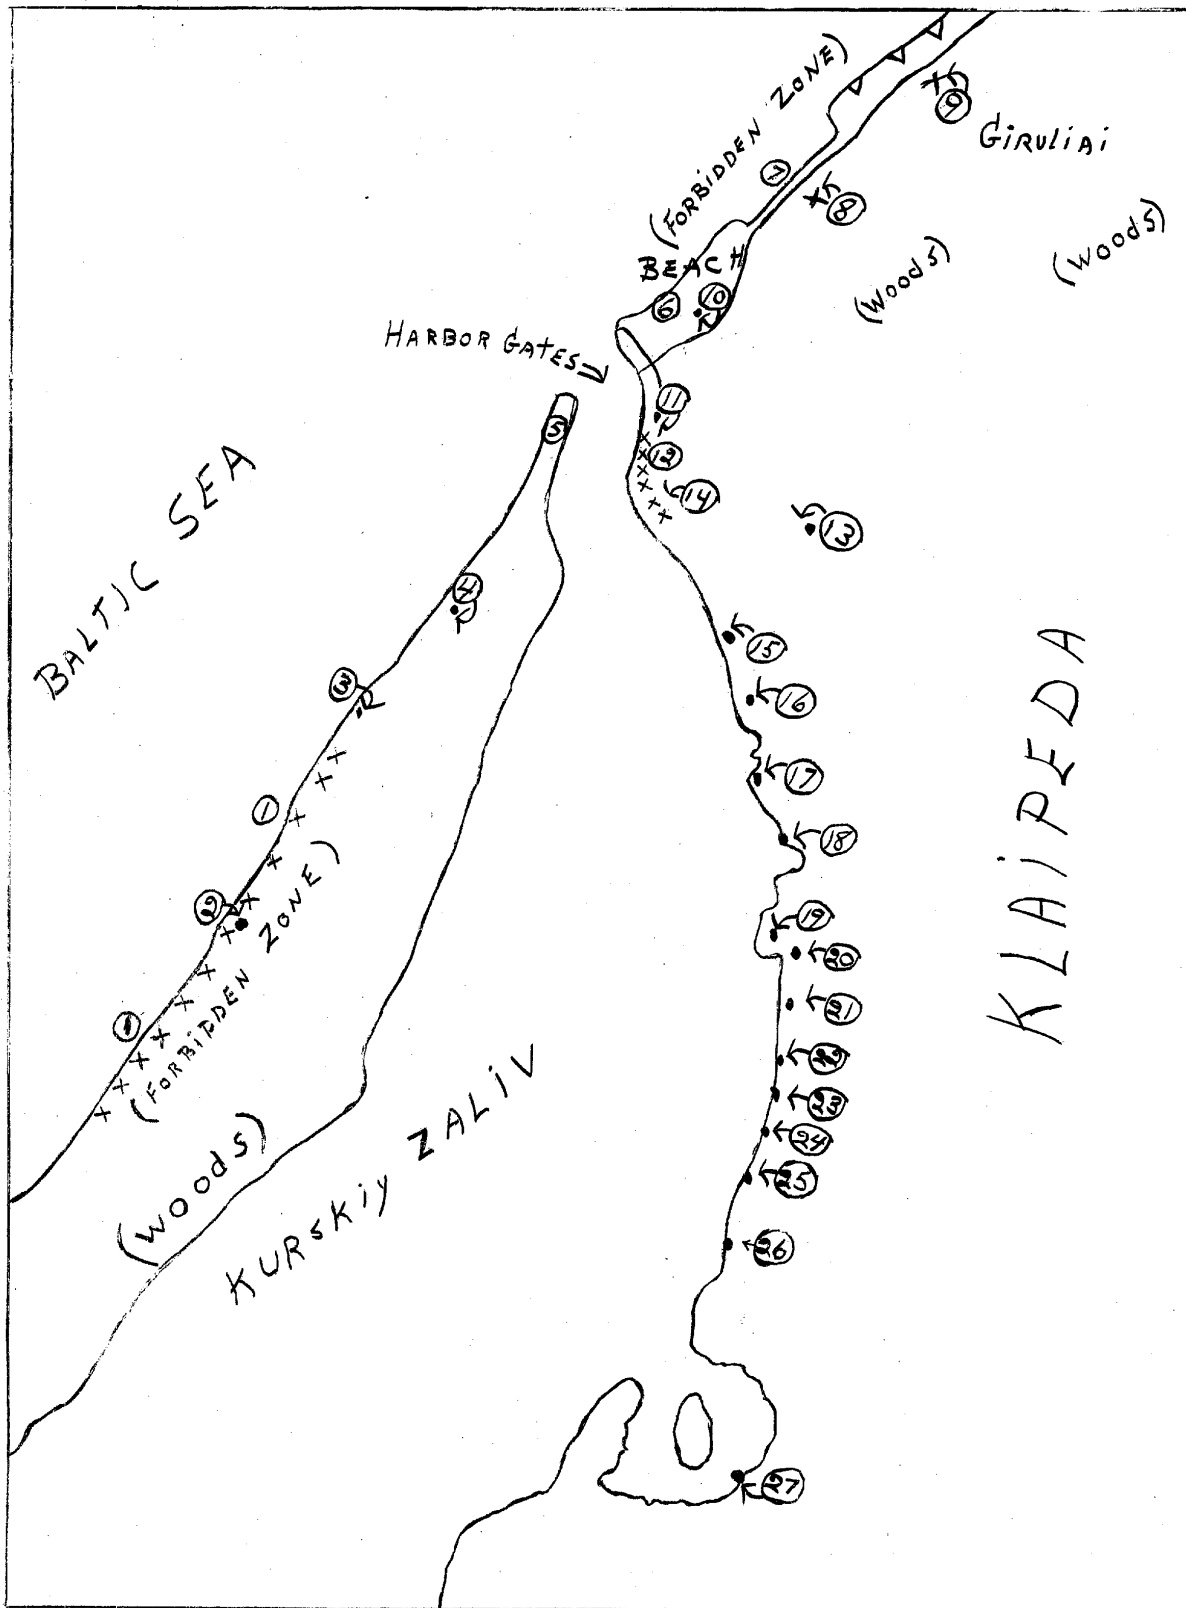 (FORBIDDEN ZONE)
9
GiRULiAi
7
8
(WOODS)
(WOODS)
BEACH
6
10
HARBOR GATES
11
5
12
14
13
BALTIC SEA
4
15
3
16
17
1
18
2
19
20
(FORBIDDEN ZONE)
21
1
23
24
25
26
(WOODS)
KURSKiy ZALiV
KLAiPEDA
27